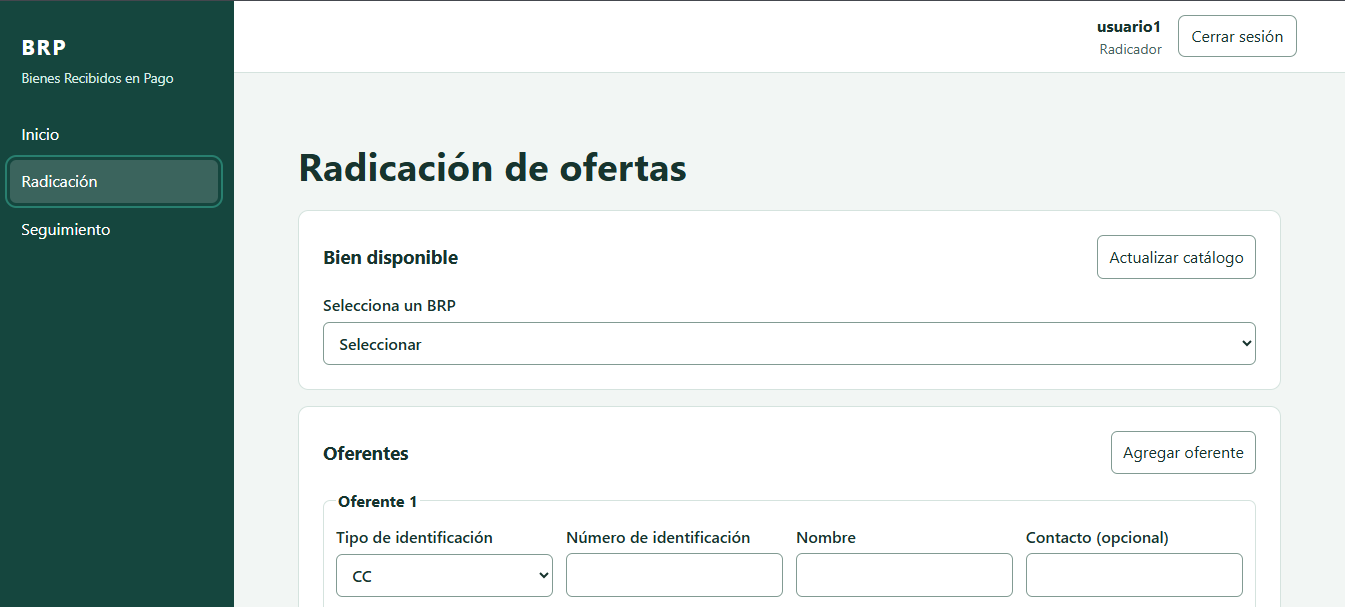 BRP
Bienes Recibidos en Pago
Inicio
Radicación
Seguimiento
usuario1
Radicador
Cerrar sesión
Radicación de ofertas
Bien disponible
Actualizar catálogo
Selecciona un BRP
Seleccionar
Oferentes
Agregar oferente
Oferente 1
Tipo de identificación
Número de identificación
Nombre
Contacto (opcional)
CC